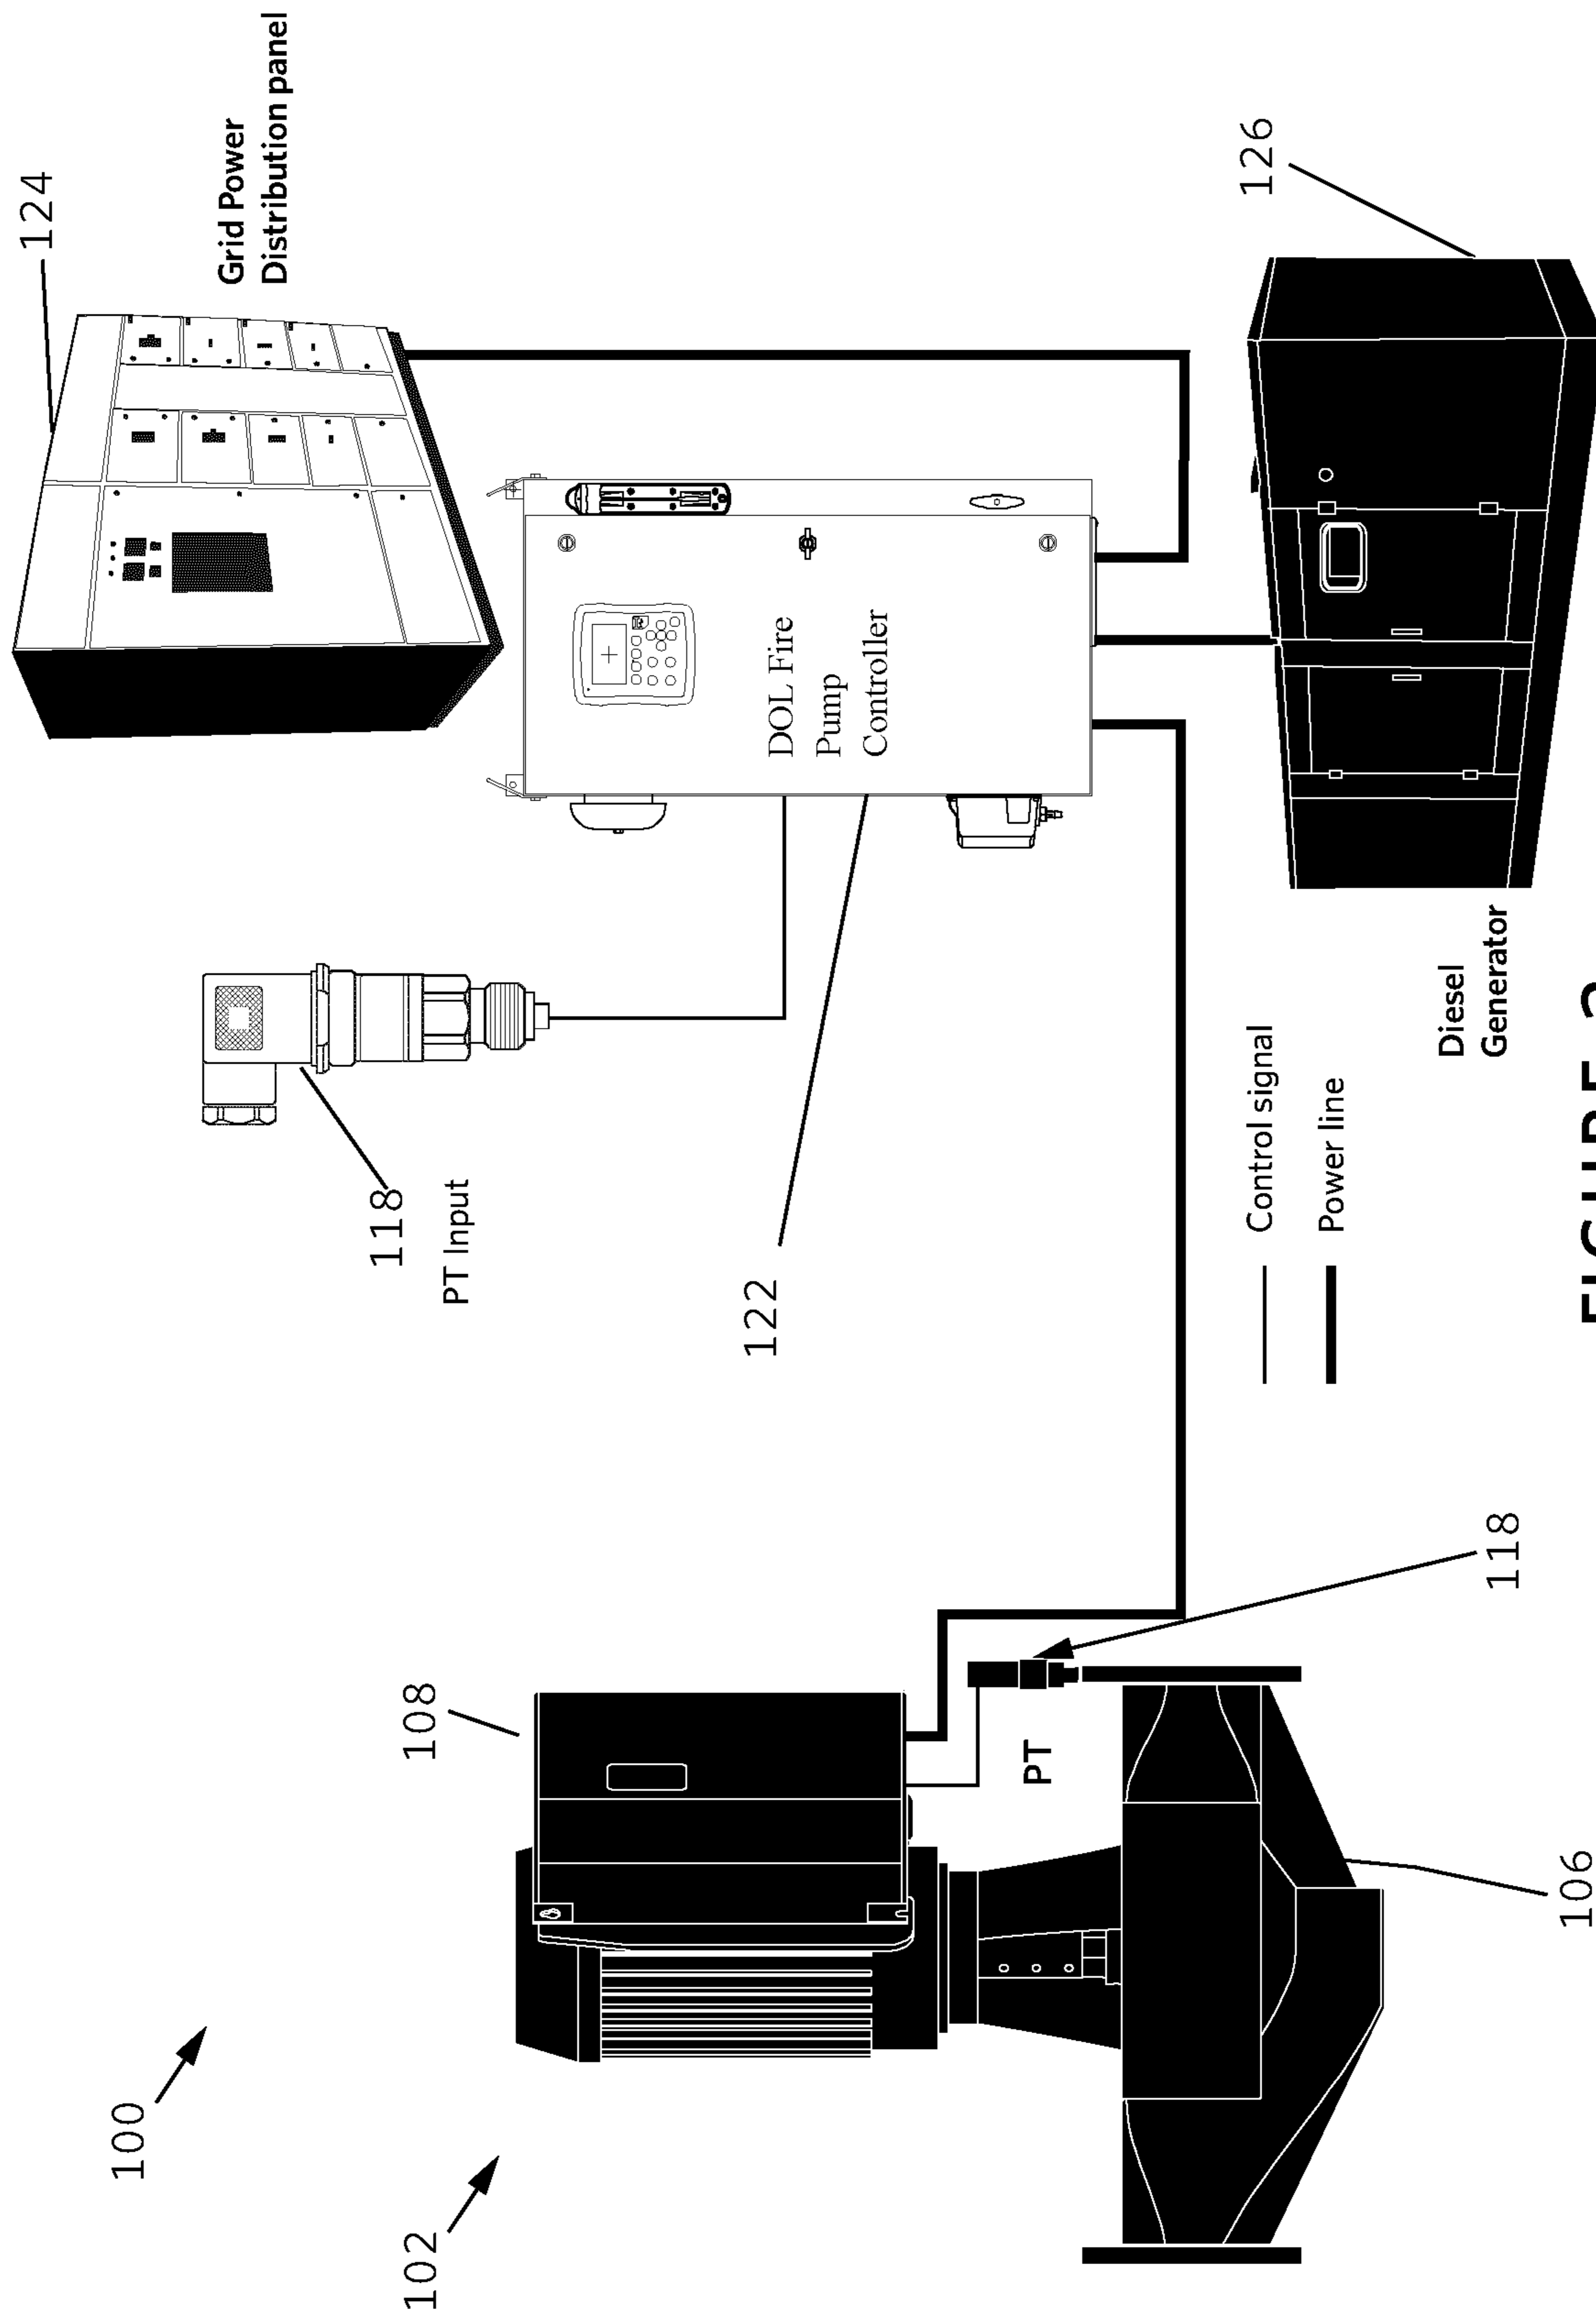 124
100
Grid Power
Distribution panel
118
102
108
PT Input
122
DOL Fire
Pump
Controller
PT
126
Control signal
Power line
Diesel
Generator
118
106
FIGURE